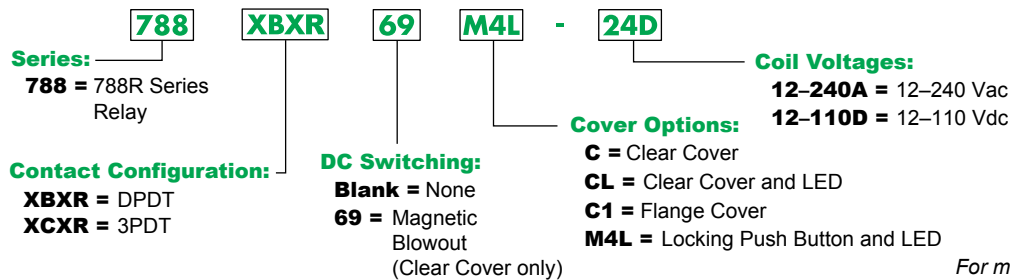 788 XBXR 69 M4L - 24D
Series:
788 = 788R Series
Relay
Contact Configuration:
XBXR = DPDT
XCXR = 3PDT
DC Switching:
Blank = None
69 = Magnetic
Blowout
(Clear Cover only)
Cover Options:
C = Clear Cover
CL = Clear Cover and LED
C1 = Flange Cover
M4L = Locking Push Button and LED
Coil Voltages:
12–240A = 12–240 Vac
12–110D = 12–110 Vdc
For m